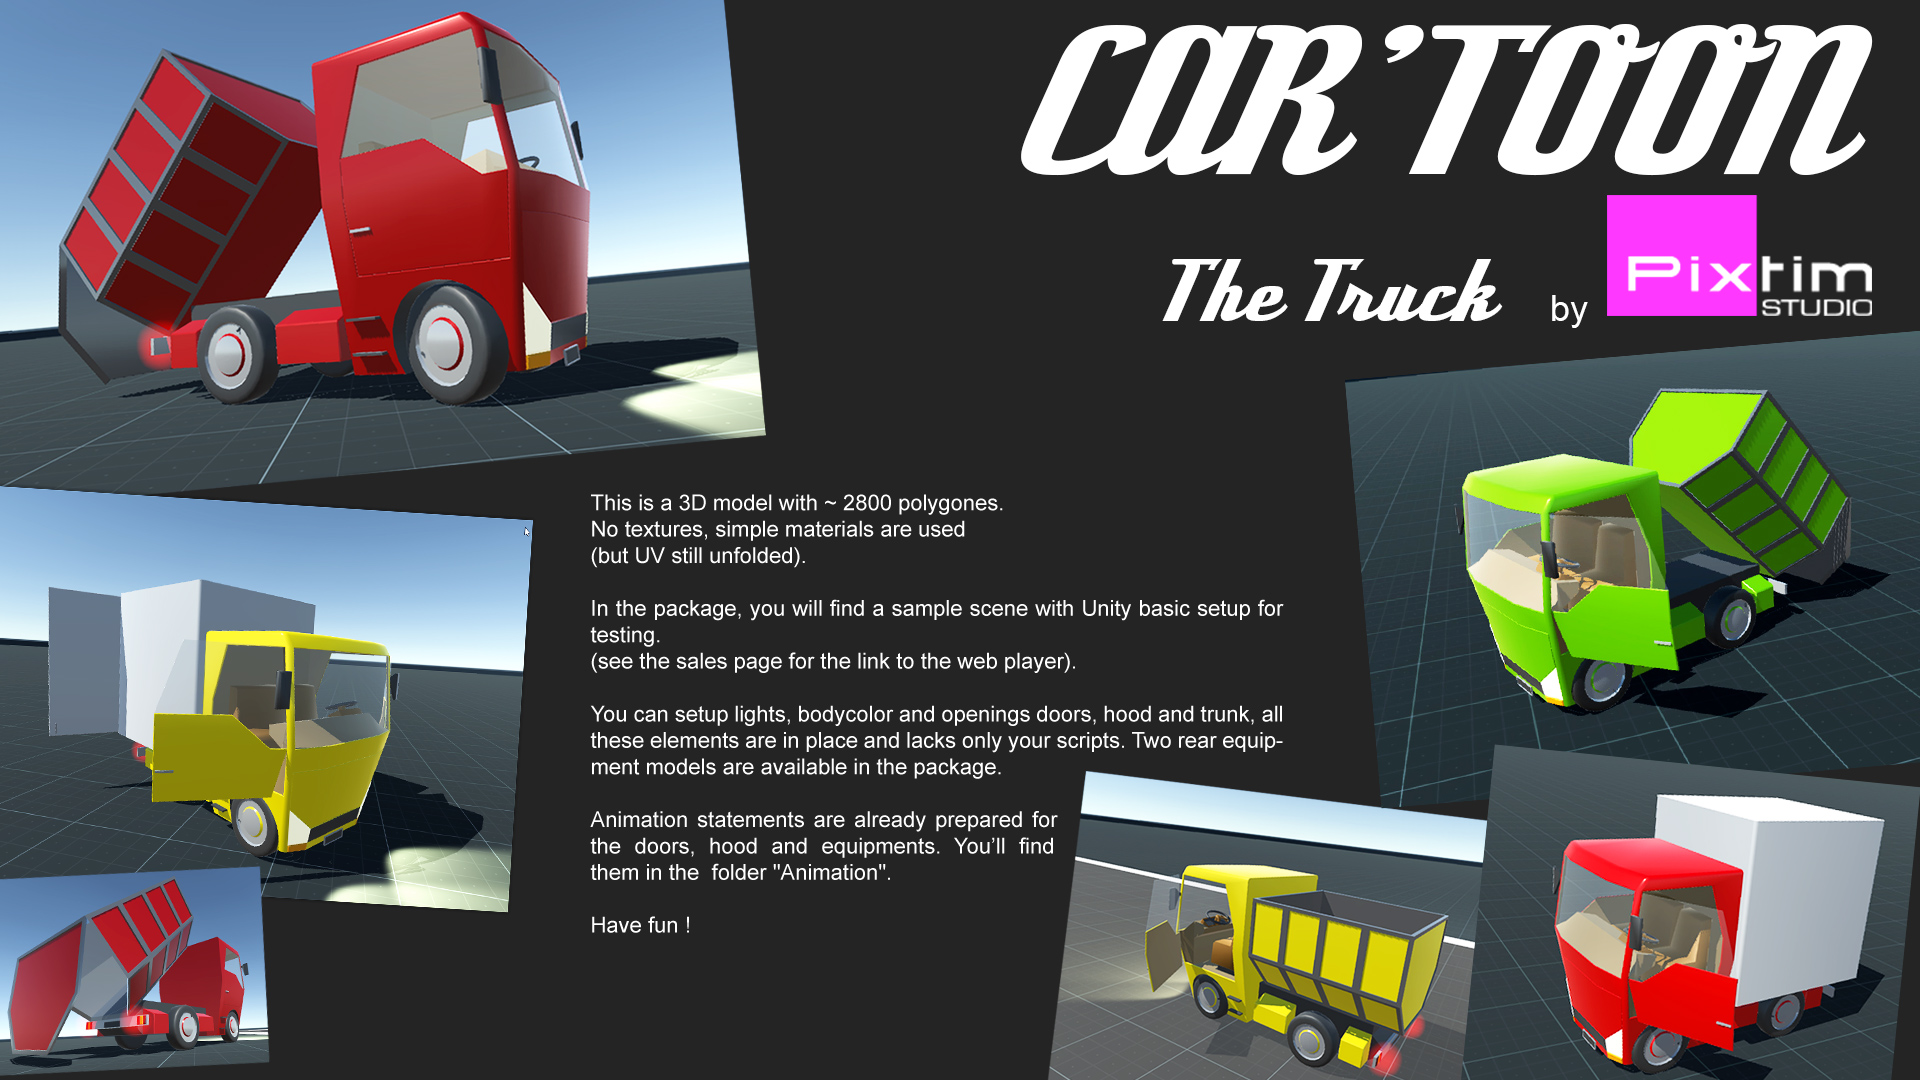 CAR'TOON
The Truck by Pixtim
STUDIO
This is a 3D model with ~ 2800 polygones.
No textures, simple materials are used
(but UV still unfolded).
In the package, you will find a sample scene with Unity basic setup for
testing.
(see the sales page for the link to the web player).
You can setup lights, bodycolor and openings doors, hood and trunk, all
these elements are in place and lacks only your scripts. Two rear equip-
ment models are available in the package.
Animation statements are already prepared for
the doors, hood and equipments. You'll find
them in the folder "Animation".
Have fun !